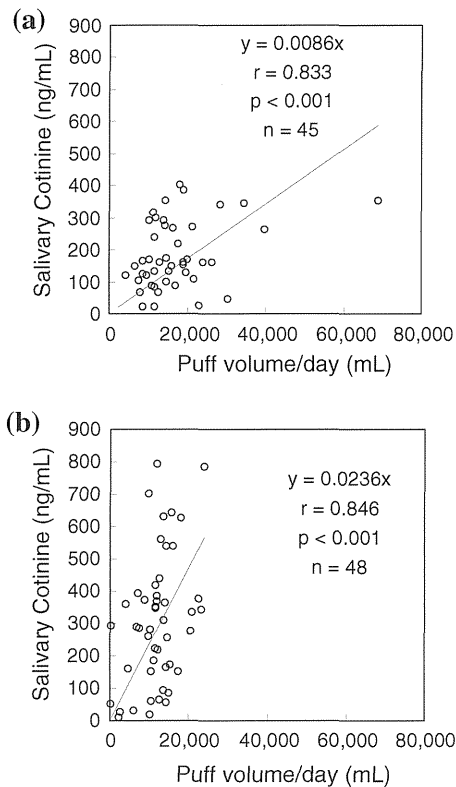 (a)
900
800
700
600
500
400
300
200
100
0
Salivary Cotinine (ng/mL)
y = 0.0086x
r = 0.833
p < 0.001
n = 45
0 20,000 40,000 60,000 80,000
Puff volume/day (mL)
(b)
900
800
700
600
500
400
300
200
100
0
Salivary Cotinine (ng/mL)
y = 0.0236x
r = 0.846
p < 0.001
n = 48
0 20,000 40,000 60,000 80,000
Puff volume/day (mL)